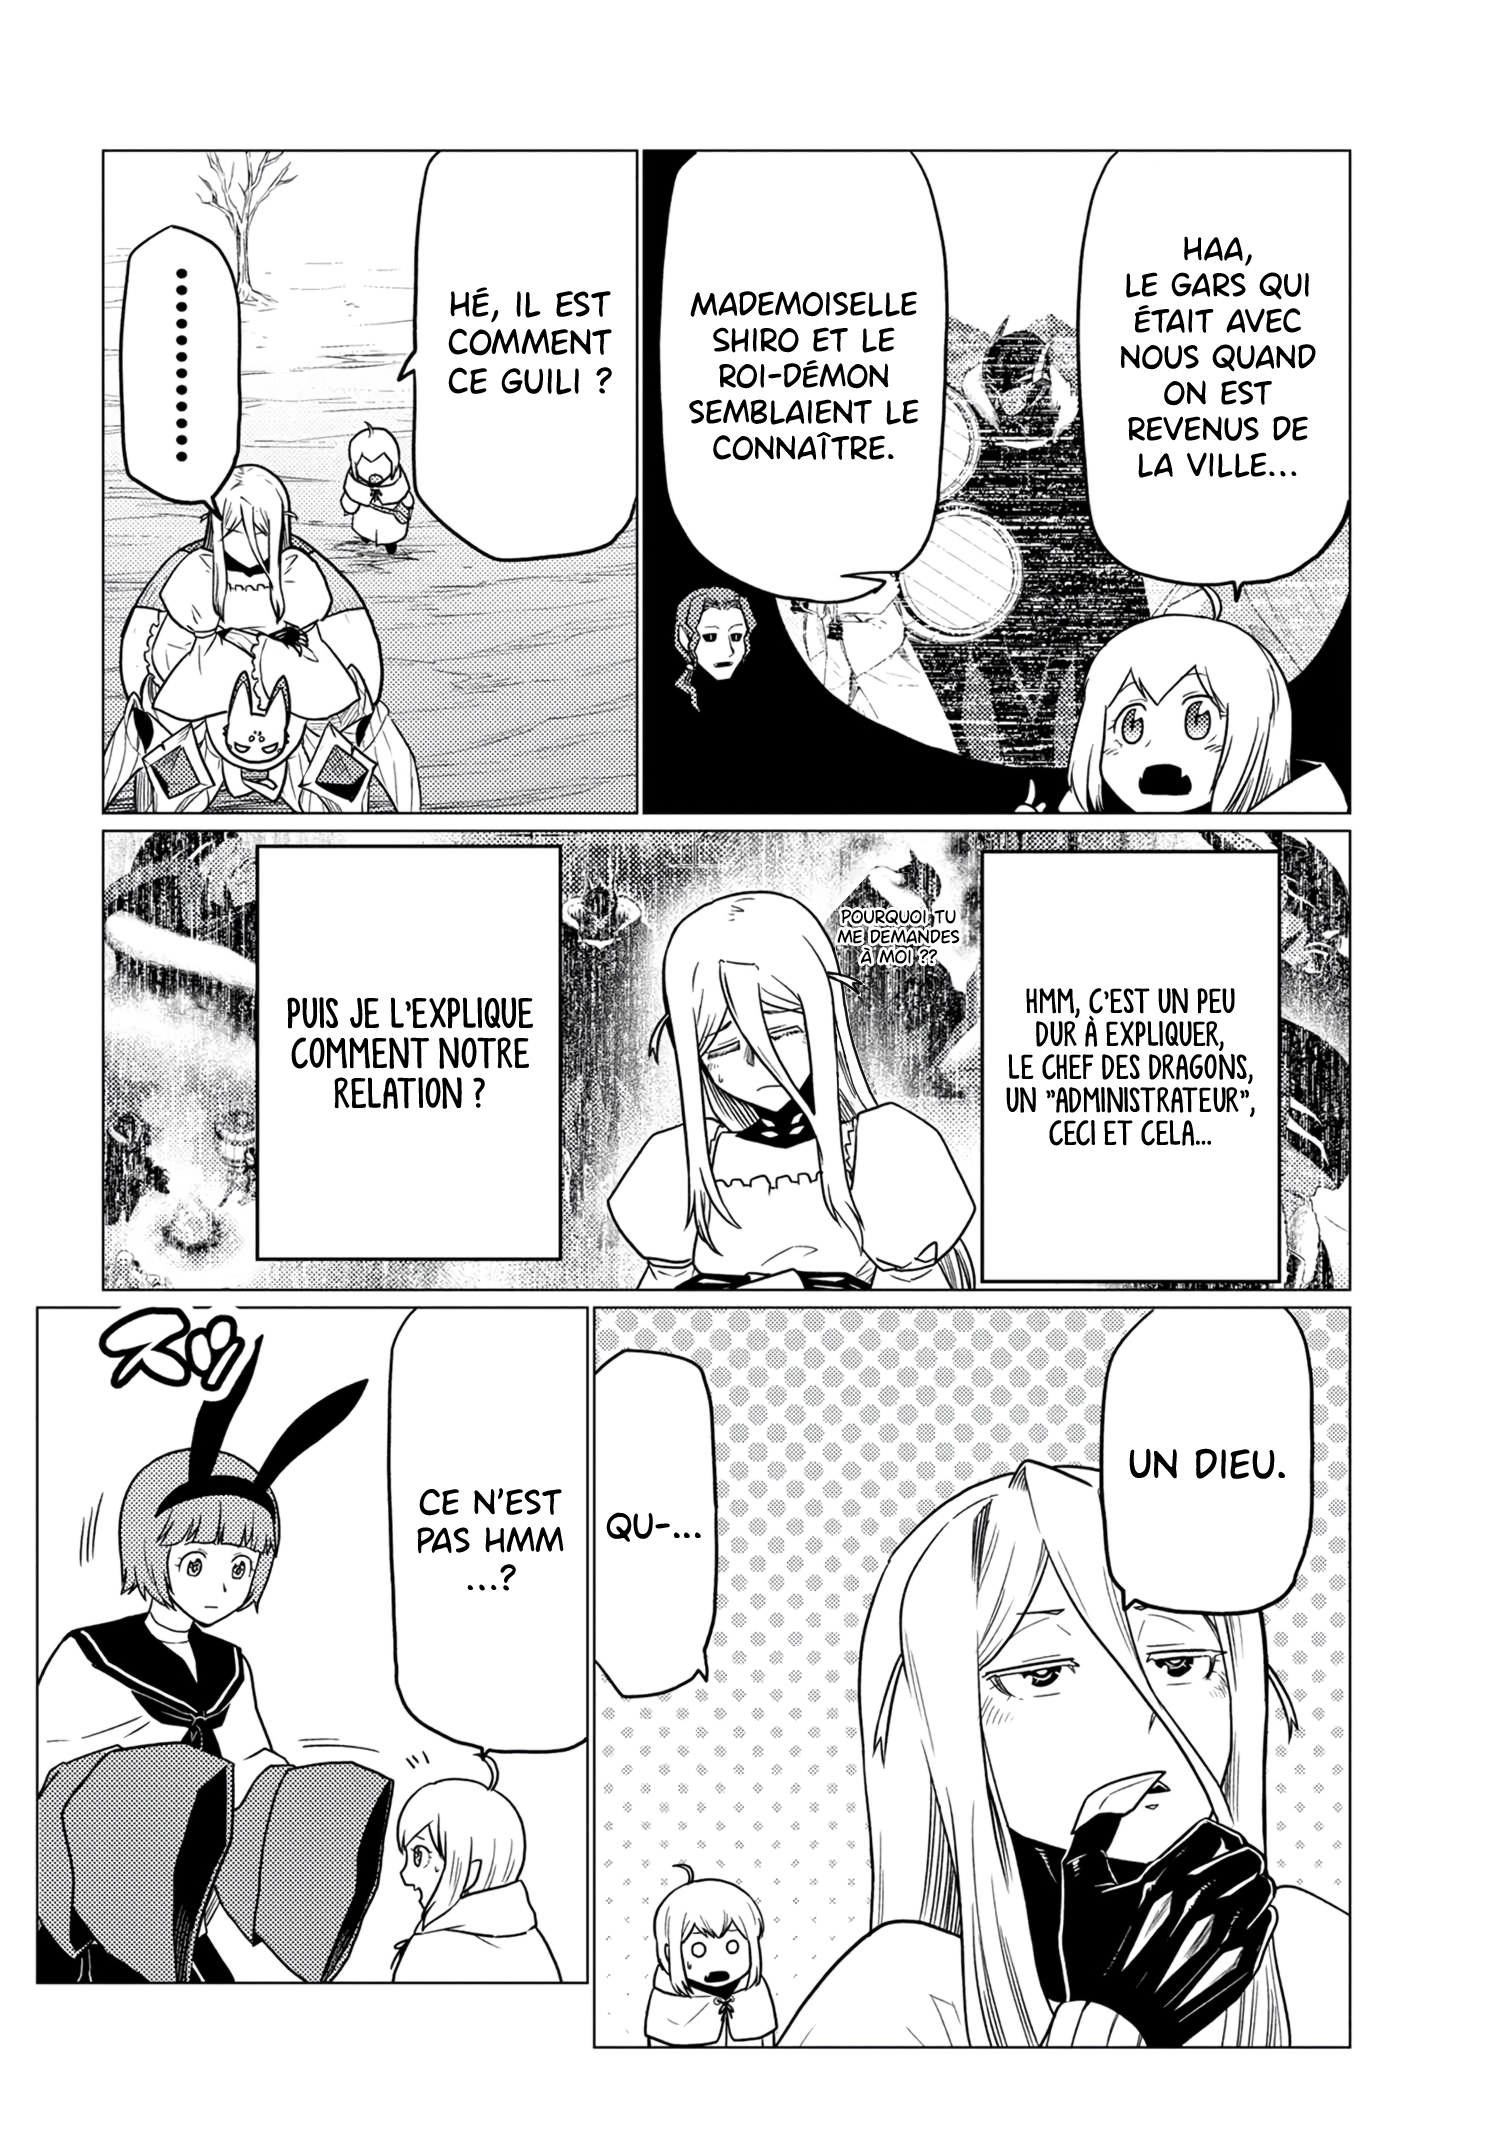 HAA,
LE GARS QUI
ÉTAIT AVEC
NOUS QUAND
ON EST
REVENUS DE
LA VILLE...
MADEMOISELLE
SHIRO ET LE
ROI-DÉMON
SEMBLAIENT LE
CONNAÎTRE.
HÉ, IL EST
COMMENT
CE GUILI ?
..........
HMM, C'EST UN PEU
DUR À EXPLIQUER,
LE CHEF DES DRAGONS,
UN "ADMINISTRATEUR",
CECI ET CELA...
POURQUOI TU
ME DEMANDES
À MOI ??
PUIS JE L'EXPLIQUE
COMMENT NOTRE
RELATION ?
UN DIEU.
QU-...
CE N'EST
PAS HMM
...?
スッ